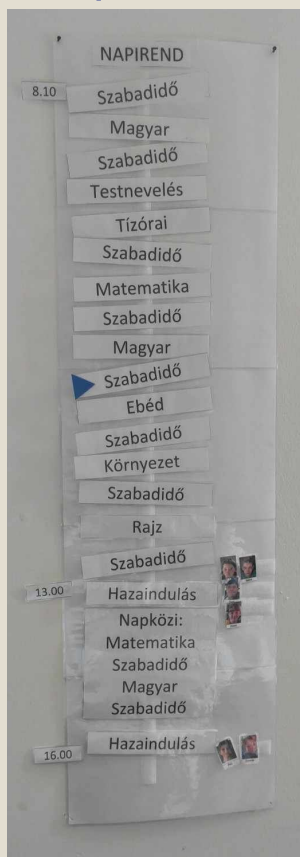 NAPIREND
8.10
Szabadidő
Magyar
Szabadidő
Testnevelés
Tízórai
Szabadidő
Matematika
Szabadidő
Magyar
Szabadidő
Ebéd
Szabadidő
Környezet
Szabadidő
Rajz
Szabadidő
13.00
Hazaindulás
Napközi:
Matematika
Szabadidő
Magyar
Szabadidő
16.00
Hazaindulás